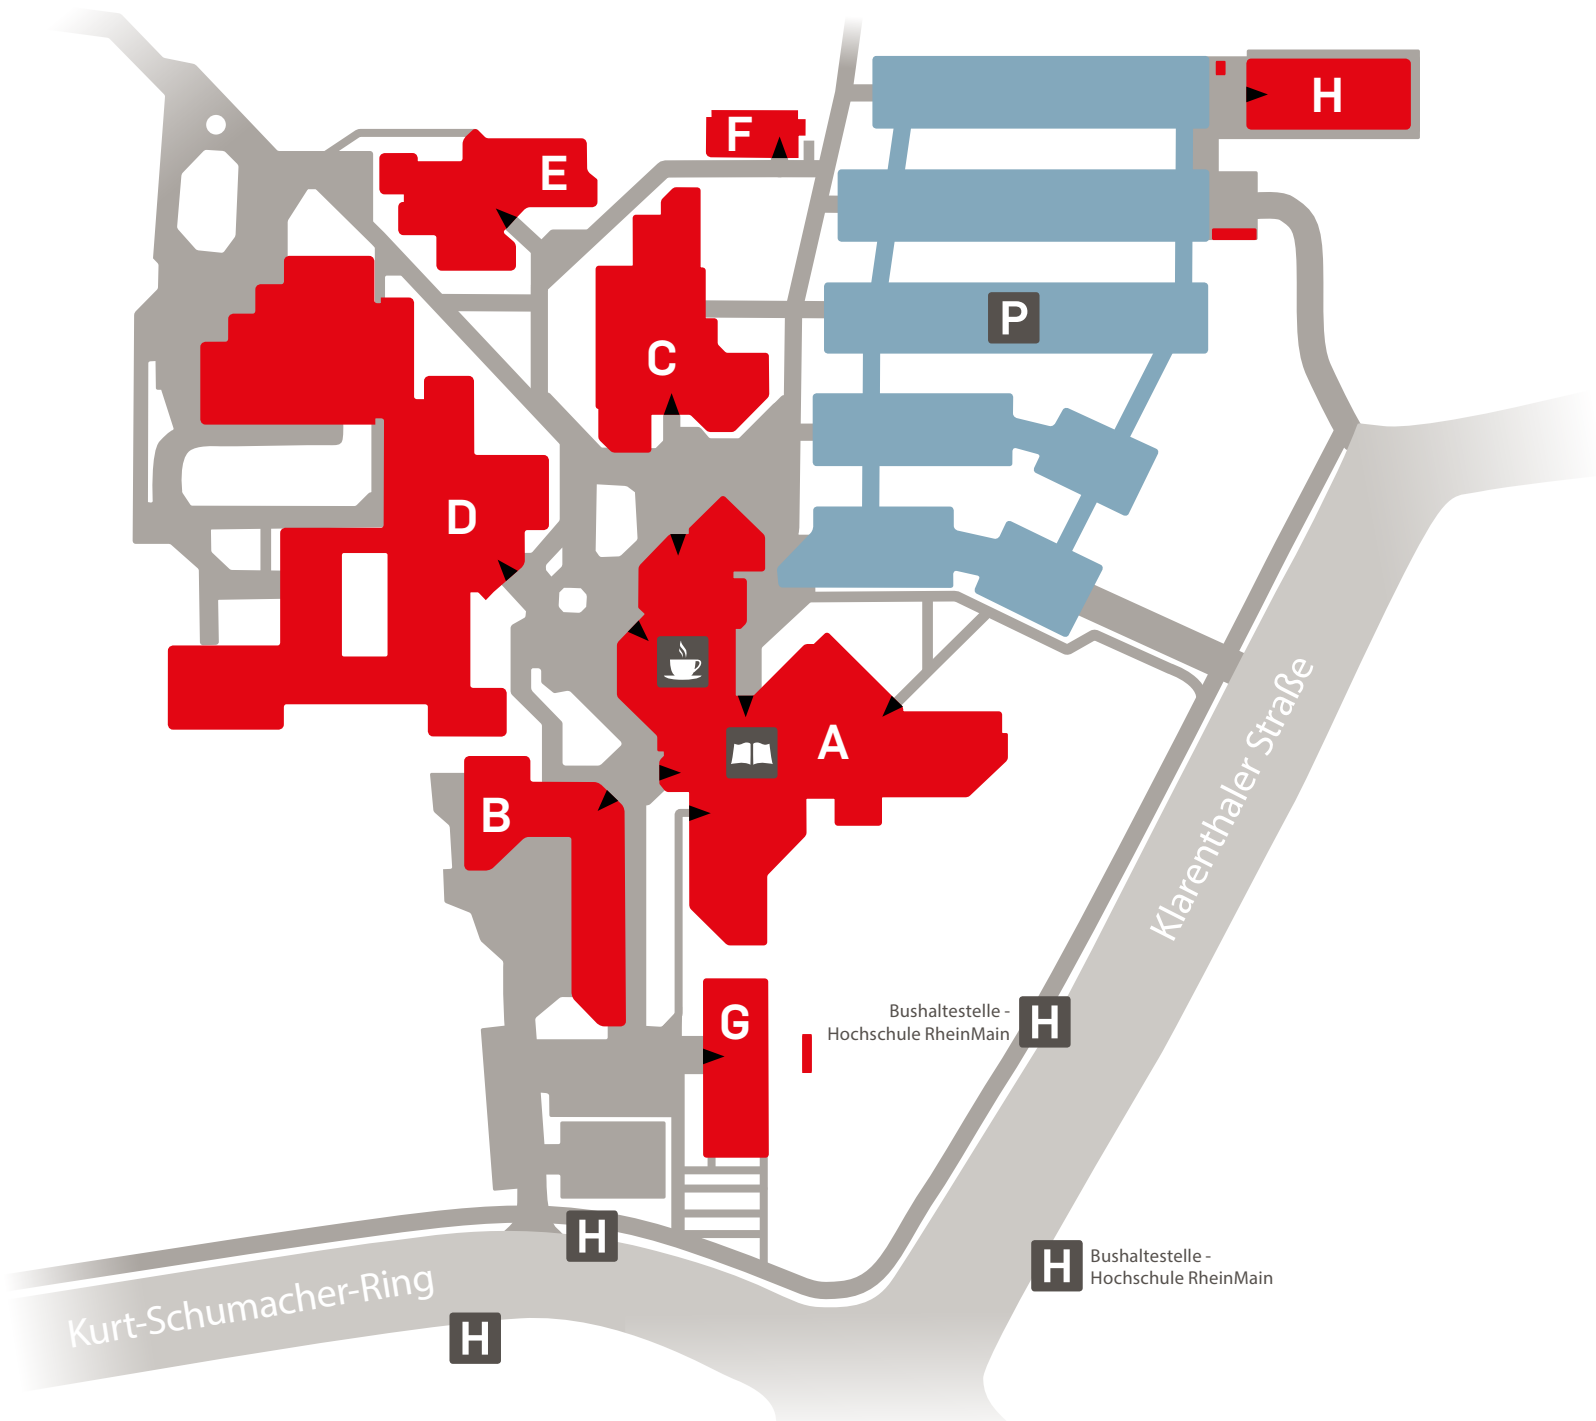 H
F
E
P
C
D
A
B
G
Klarenthaler Straße
Bushaltestelle -
Hochschule RheinMain
H
H
H
Bushaltestelle -
Hochschule RheinMain
Kurt-Schumacher-Ring
H